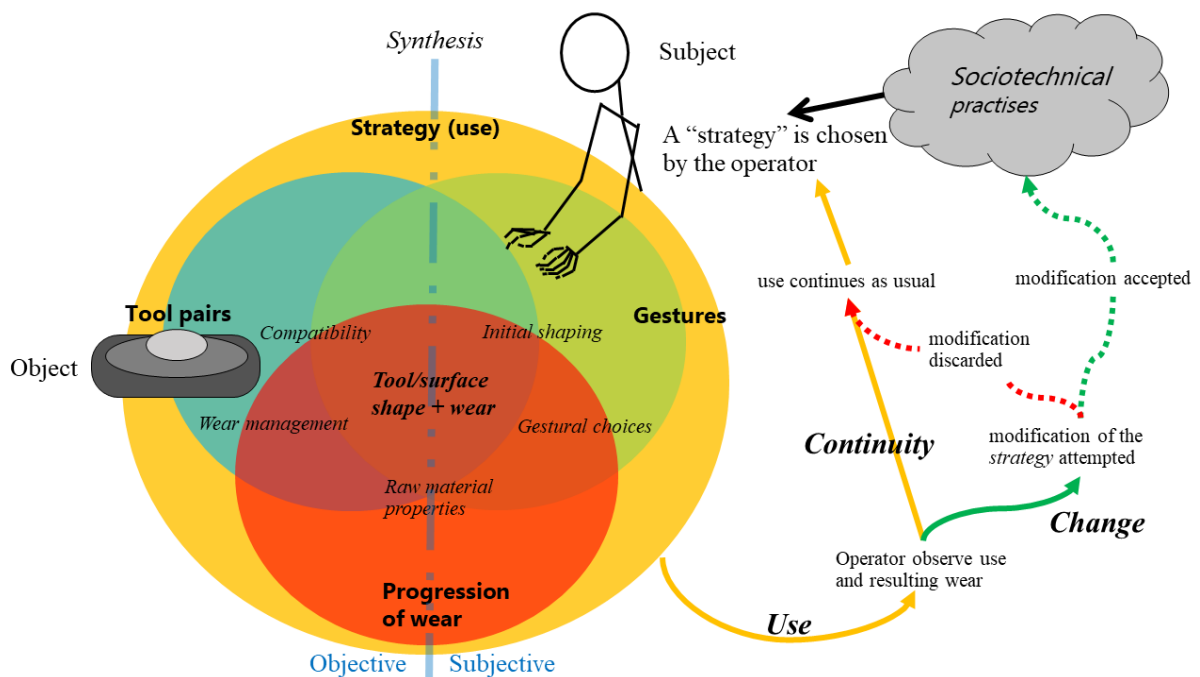 Synthesis
Subject
Sociotechnical
practises
Strategy (use)
A “strategy” is chosen
by the operator
use continues as usual
modification accepted
Tool pairs
Compatibility
Initial shaping
Gestures
modification
discarded
Object
Tool/surface
shape + wear
Wear management
Gestural choices
Continuity
modification of the
strategy attempted
Raw material
properties
Change
Operator observe use
and resulting wear
Progression
of wear
Use
Objective
Subjective